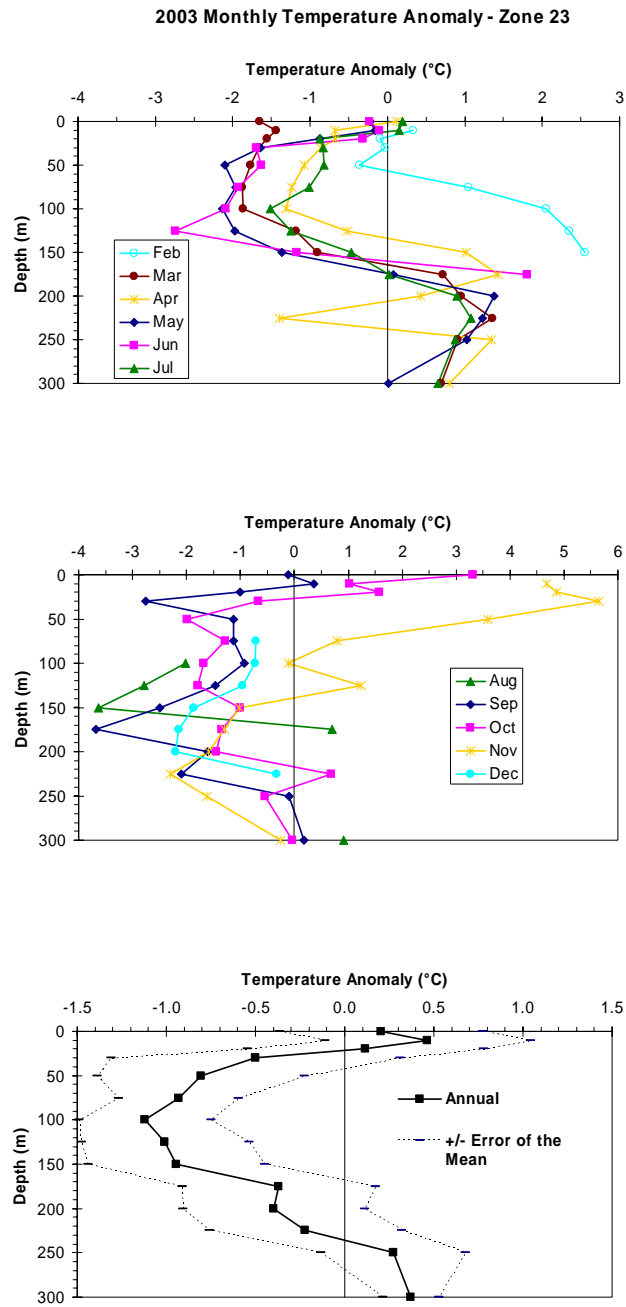 2003 Monthly Temperature Anomaly - Zone 23
Temperature Anomaly (°C)
-4 -3 -2 -1 0 1 2 3
Depth (m)
0
50
100
150
200
250
300
Feb
Mar
Apr
May
Jun
Jul
Temperature Anomaly (°C)
-4 -3 -2 -1 0 1 2 3 4 5 6
Depth (m)
0
50
100
150
200
250
300
Aug
Sep
Oct
Nov
Dec
Temperature Anomaly (°C)
-1.5 -1.0 -0.5 0.0 0.5 1.0 1.5
Depth (m)
0
50
100
150
200
250
300
Annual
+/- Error of the
Mean